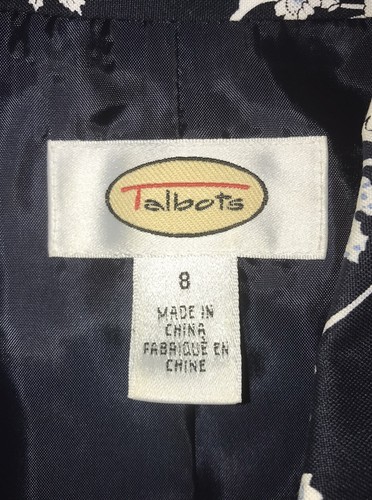 Talbots
8
MADE IN
CHINA
FABRIQUÉ EN
CHINE